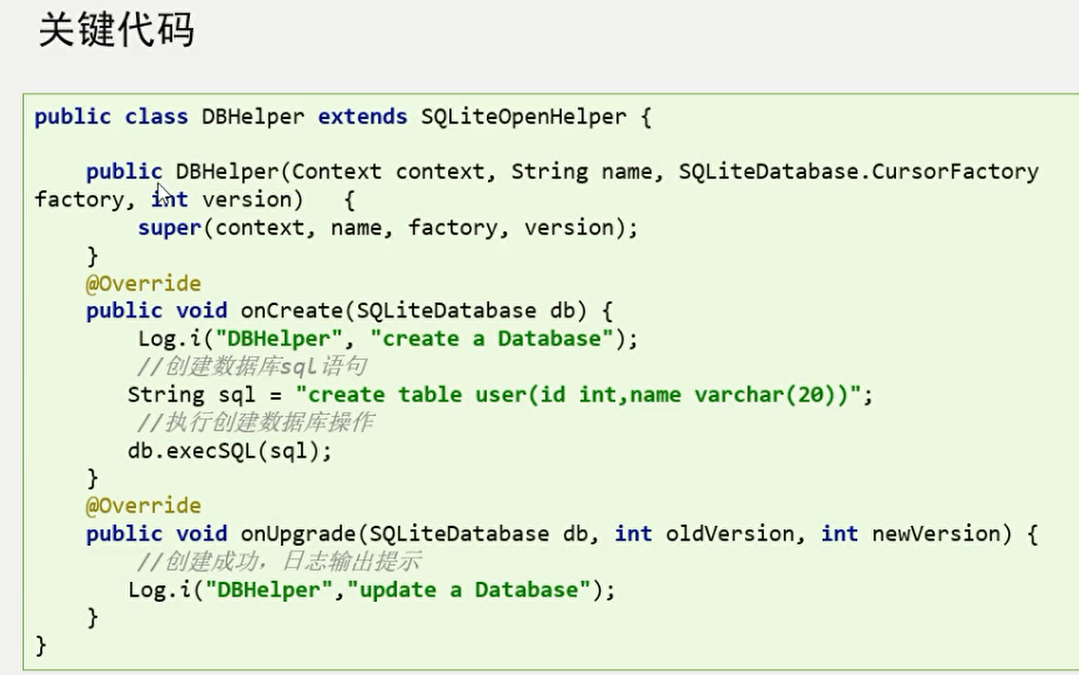 关键代码
public class DBHelper extends SQLiteOpenHelper {
public DBHelper(Context context, String name, SQLiteDatabase.CursorFactory
factory, int version) {
super(context, name, factory, version);
}
@Override
public void onCreate(SQLiteDatabase db) {
Log.i("DBHelper", "create a Database");
//创建数据库sql语句
String sql = "create table user(id int,name varchar(20))";
//执行创建数据库操作
db.execSQL(sql);
}
@Override
public void onUpgrade(SQLiteDatabase db, int oldVersion, int newVersion) {
//创建成功，日志输出提示
Log.i("DBHelper","update a Database");
}
}